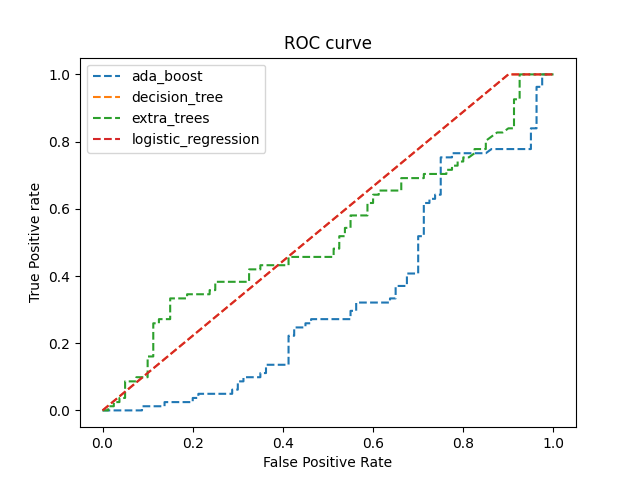 ROC curve
ada_boost
decision_tree
extra_trees
logistic_regression
True Positive rate
1.0
0.8
0.6
0.4
0.2
0.0
0.0 0.2 0.4 0.6 0.8 1.0
False Positive Rate